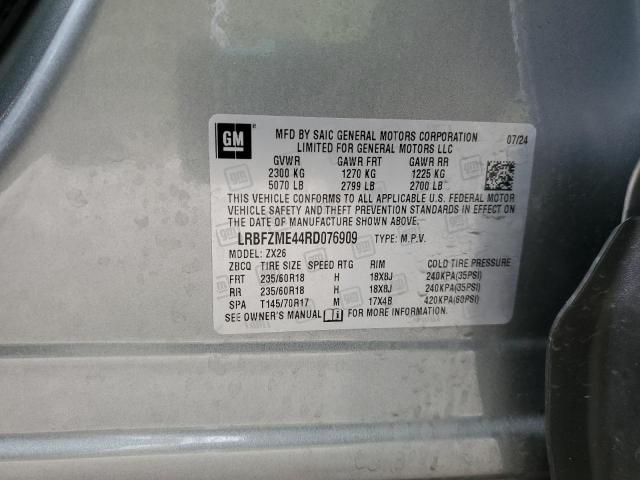 GM
MFD BY SAIC GENERAL MOTORS CORPORATION 07/24
LIMITED FOR GENERAL MOTORS LLC
GVWR GAWR FRT GAWR RR
2300 KG 1270 KG 1225 KG
5070 LB 2799 LB 2700 LB
THIS VEHICLE CONFORMS TO ALL APPLICABLE U.S. FEDERAL MOTOR
VEHICLE SAFETY AND THEFT PREVENTION STANDARDS IN EFFECT ON THE
DATE OF MANUFACTURE SHOWN ABOVE.
LRBFZME44RD076909 TYPE: M.P.V.
MODEL: ZX26
ZBCQ TIRE SIZE SPEED RTG RIM COLD TIRE PRESSURE
FRT 235/60R18 H 18X8J 240KPA(35PSI)
RR 235/60R18 H 18X8J 240KPA(35PSI)
SPA T145/70R17 M 17X4B 420KPA(60PSI)
SEE OWNER'S MANUAL FOR MORE INFORMATION.